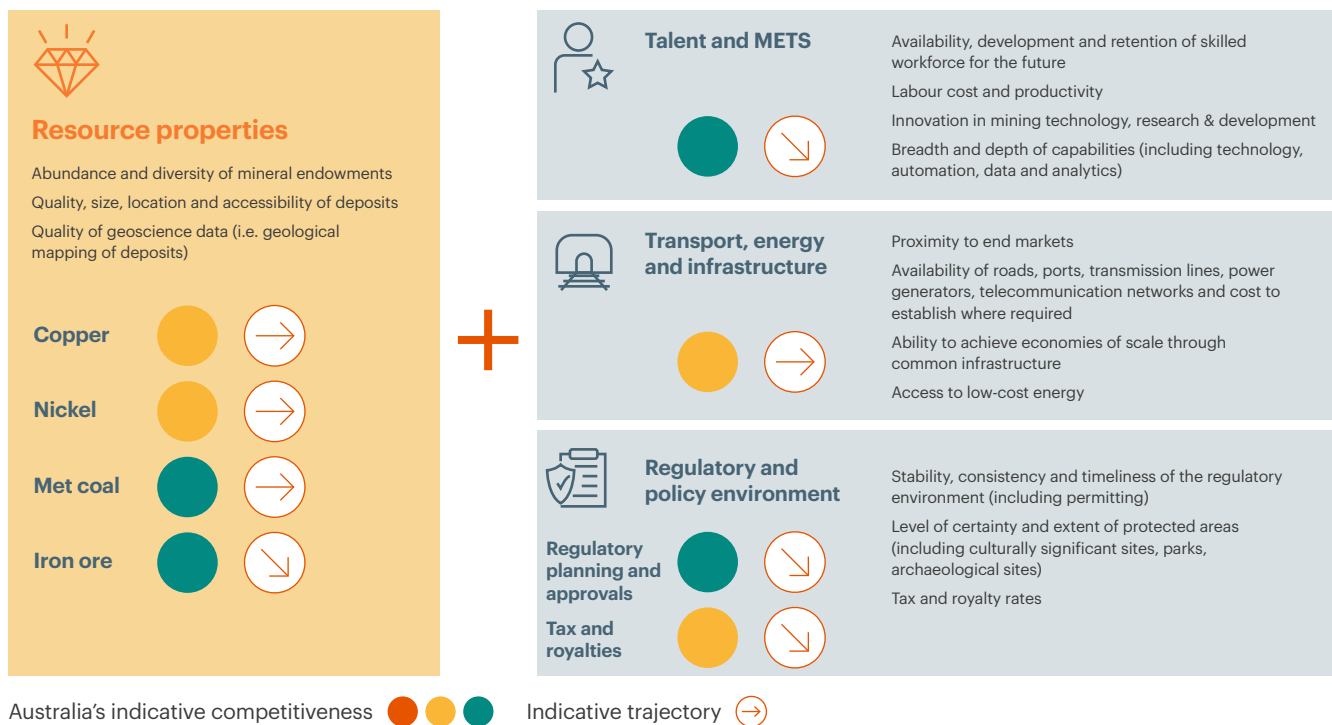 Resource properties
Abundance and diversity of mineral endowments
Quality, size, location and accessibility of deposits
Quality of geoscience data (i.e. geological
mapping of deposits)
Copper
Nickel
Met coal
Iron ore
Talent and METS
Availability, development and retention of skilled
workforce for the future
Labour cost and productivity
Innovation in mining technology, research & development
Breadth and depth of capabilities (including technology,
automation, data and analytics)
Transport, energy
and infrastructure
Proximity to end markets
Availability of roads, ports, transmission lines, power
generators, telecommunication networks and cost to
establish where required
Ability to achieve economies of scale through
common infrastructure
Access to low-cost energy
Regulatory and
policy environment
Regulatory
planning and
approvals
Tax and
royalties
Stability, consistency and timeliness of the regulatory
environment (including permitting)
Level of certainty and extent of protected areas
(including culturally significant sites, parks,
archaeological sites)
Tax and royalty rates
Australia's indicative competitiveness
Indicative trajectory